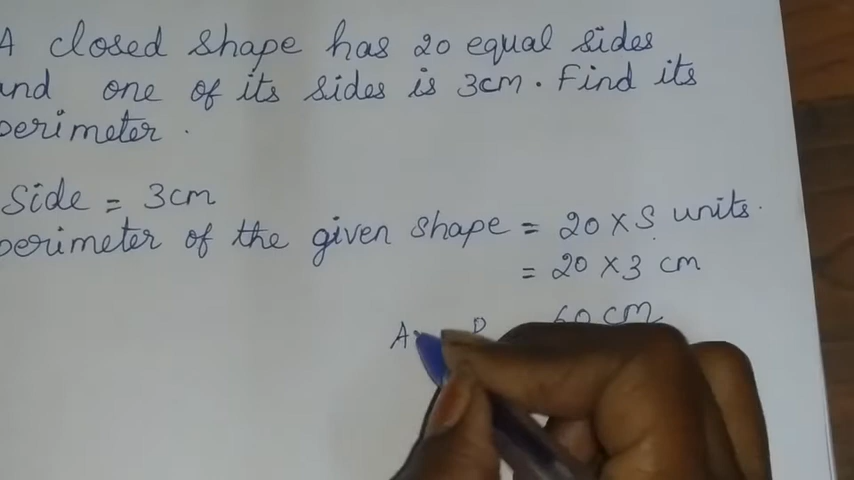 A closed shape has 20 equal sides
and one of its sides is 3cm. Find its
perimeter.
Side = 3cm
perimeter of the given shape = 20 × S units.
= 20 × 3 cm
60 cm